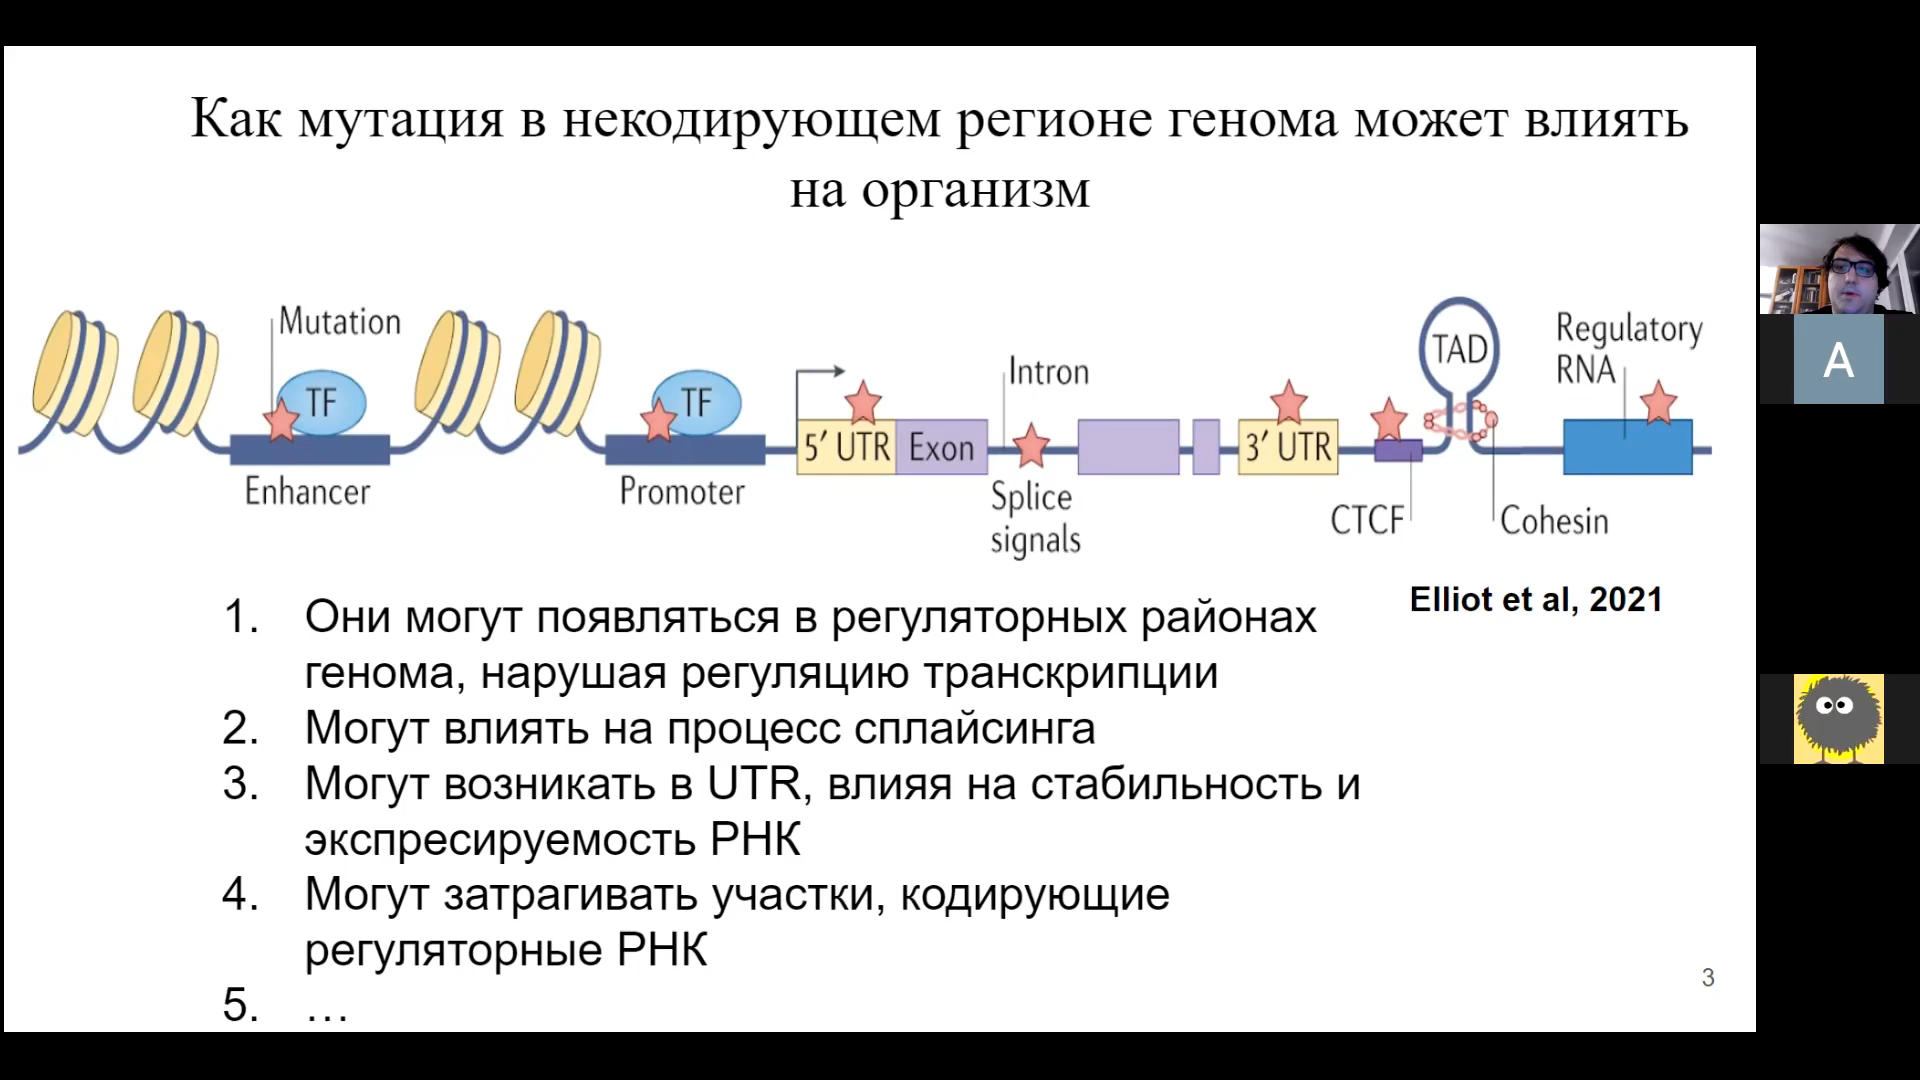 Как мутация в некодирующем регионе генома может влиять
на организм
Mutation
TF
Enhancer
TF
Promoter
5′ UTR
Exon
Intron
Splice
signals
3′ UTR
CTCF
TAD
Cohesin
Regulatory
RNA
Elliot et al, 2021
1. Они могут появляться в регуляторных районах
генома, нарушая регуляцию транскрипции
2. Могут влиять на процесс сплайсинга
3. Могут возникать в UTR, влияя на стабильность и
экспресируемость РНК
4. Могут затрагивать участки, кодирующие
регуляторные РНК
5. …
3
A